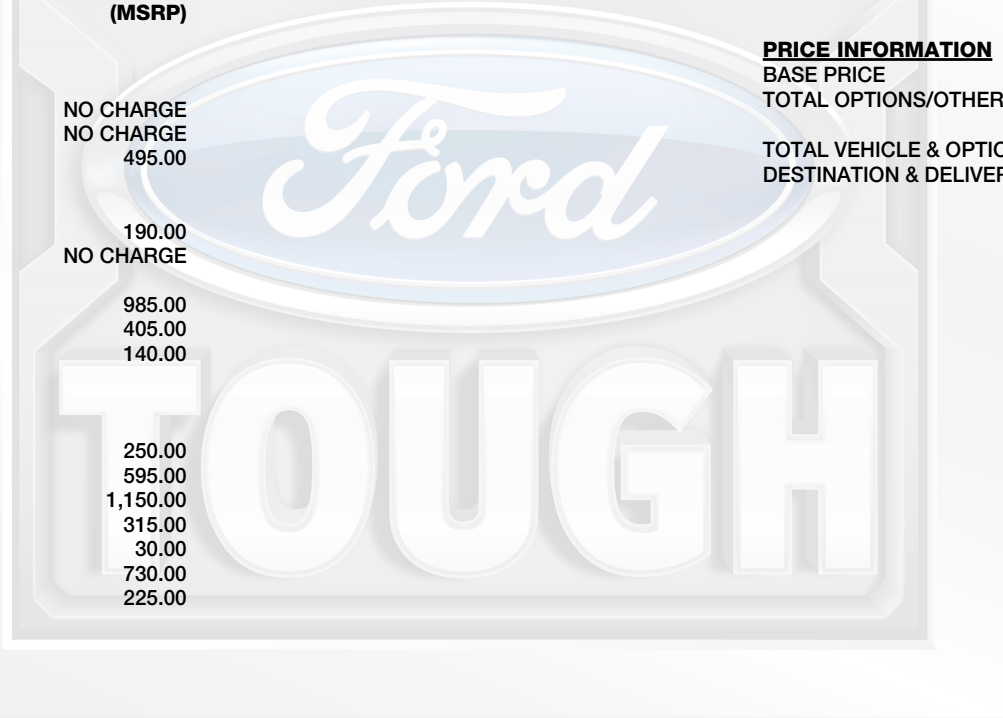 (MSRP)
NO CHARGE
NO CHARGE
495.00
190.00
NO CHARGE
985.00
405.00
140.00
250.00
595.00
1,150.00
315.00
30.00
730.00
225.00
PRICE INFORMATION
BASE PRICE
TOTAL OPTIONS/OTHER
TOTAL VEHICLE & OPTIO
DESTINATION & DELIVER
Ford
TOUGH